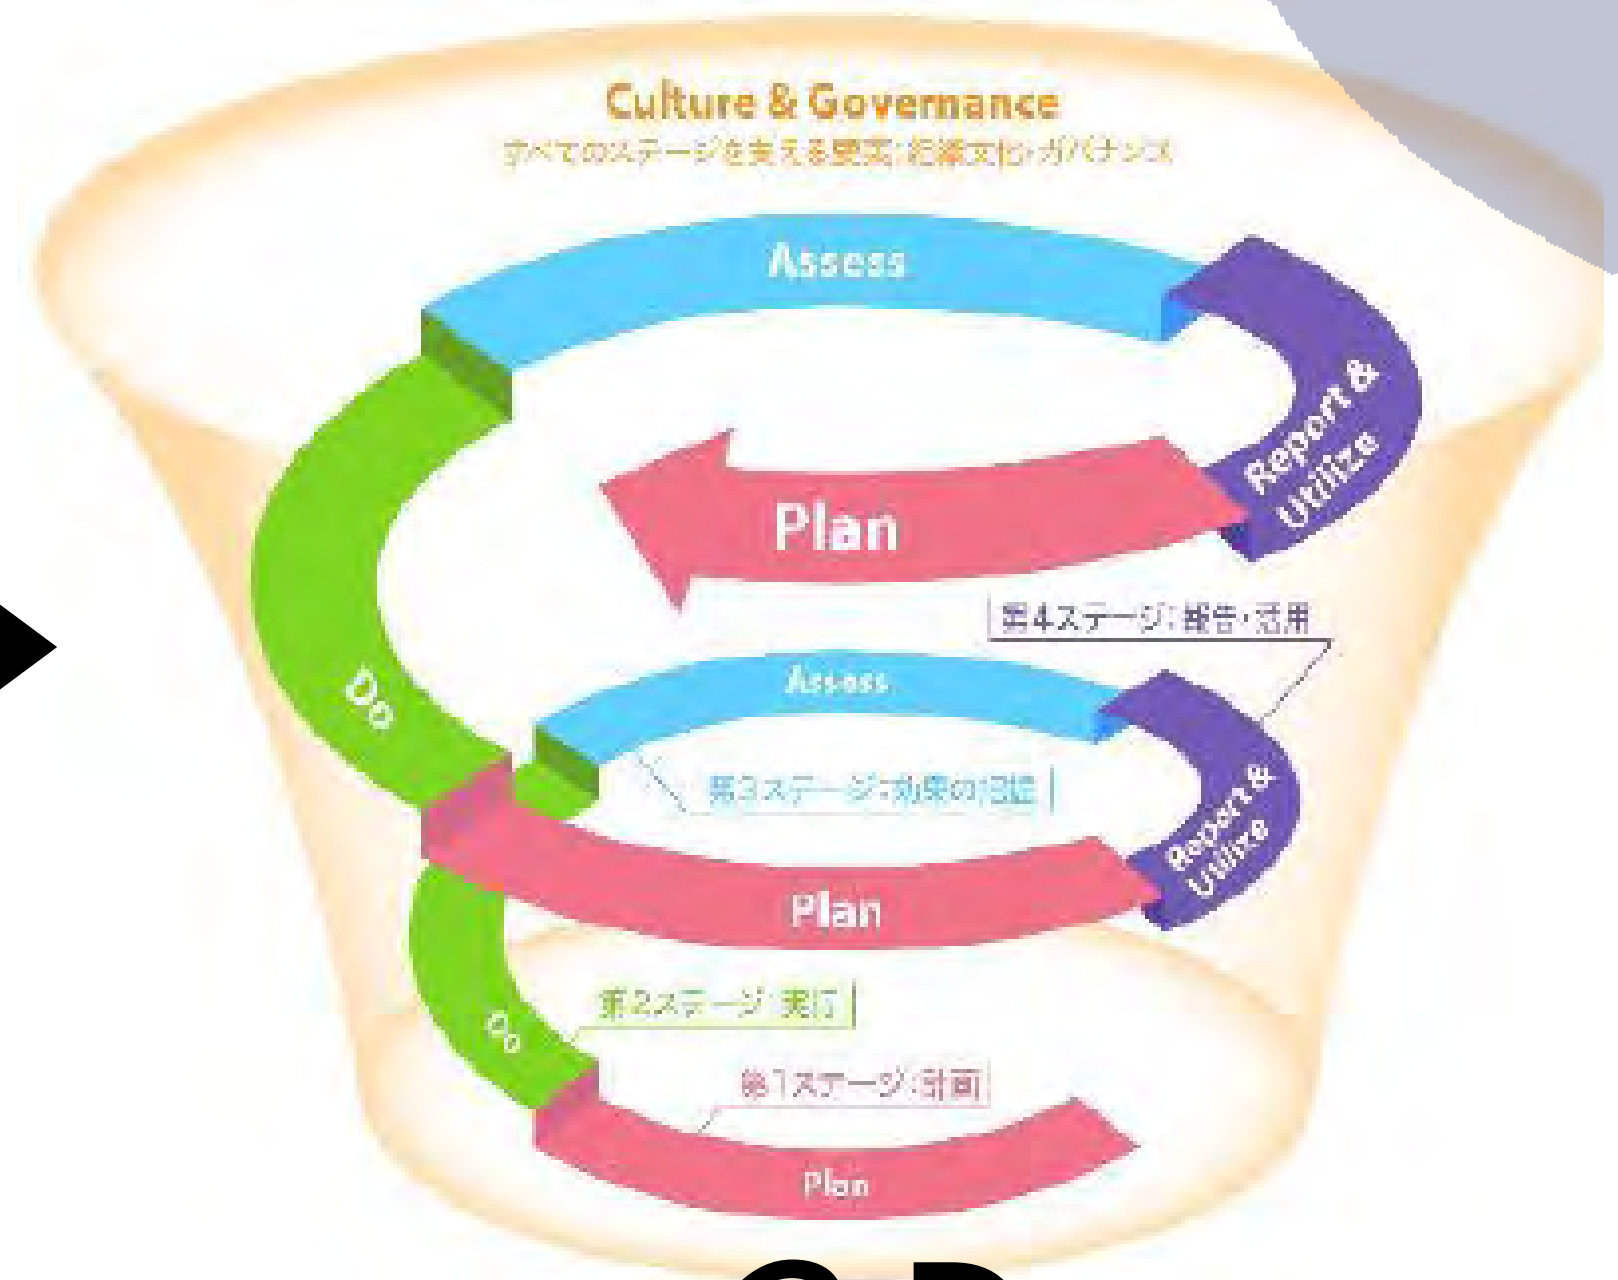 Culture & Governance
すべてのステージを支える要素:組織文化・ガバナンス
Assess
Report &
Utilize
Plan
第4ステージ:報告・活用
Do
Assess
第3ステージ:効果の把握
Report &
Utilize
Plan
第2ステージ:実行
Do
第1ステージ:計画
Plan